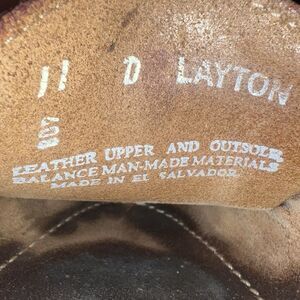 11 D LAYTON
LEATHER UPPER AND OUTSOLE
BALANCE MAN-MADE MATERIALS
MADE IN EL SALVADOR